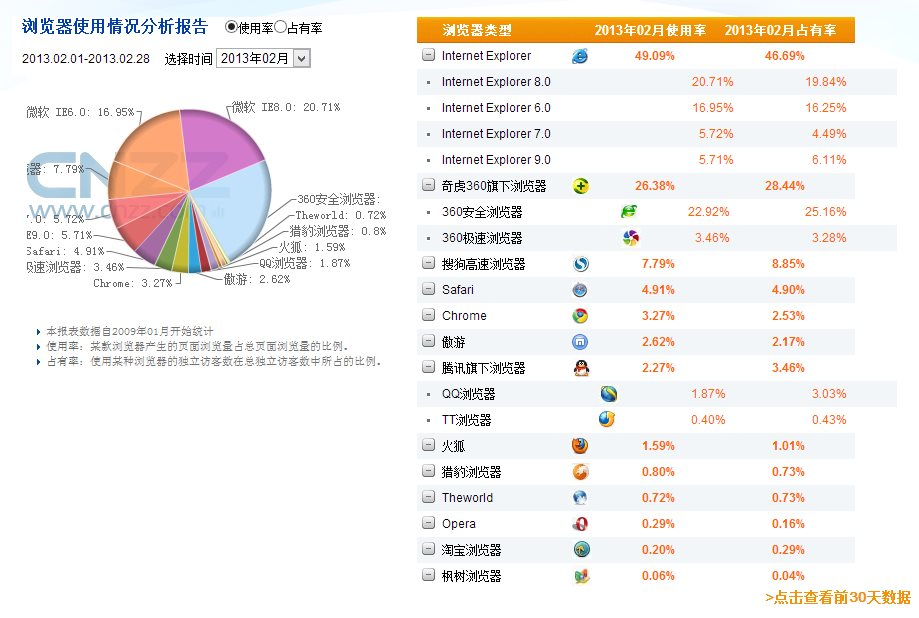 浏览器使用情况分析报告 使用率 占有率
2013.02.01-2013.02.28 选择时间 2013年02月
微软 IE6.0: 16.95%
微软 IE8.0: 20.71%
器: 7.79%
CNZZ
www.cnzz.com
.0: 5.72%
E9.0: 5.71%
Safari: 4.91%
极速浏览器: 3.46%
Chrome: 3.27%
360安全浏览器:
Theworld: 0.72%
猎豹浏览器: 0.8%
火狐: 1.59%
QQ浏览器: 1.87%
傲游: 2.62%
本报表数据自2009年01月开始统计
使用率: 某款浏览器产生的页面浏览量占总页面浏览量的比例。
占有率: 使用某种浏览器的独立访客数在总独立访客数中所占的比例。
浏览器类型 2013年02月使用率 2013年02月占有率
Internet Explorer 49.09% 46.69%
Internet Explorer 8.0 20.71% 19.84%
Internet Explorer 6.0 16.95% 16.25%
Internet Explorer 7.0 5.72% 4.49%
Internet Explorer 9.0 5.71% 6.11%
奇虎360旗下浏览器 26.38% 28.44%
360安全浏览器 22.92% 25.16%
360极速浏览器 3.46% 3.28%
搜狗高速浏览器 7.79% 8.85%
Safari 4.91% 4.90%
Chrome 3.27% 2.53%
傲游 2.62% 2.17%
腾讯旗下浏览器 2.27% 3.46%
QQ浏览器 1.87% 3.03%
TT浏览器 0.40% 0.43%
火狐 1.59% 1.01%
猎豹浏览器 0.80% 0.73%
Theworld 0.72% 0.73%
Opera 0.29% 0.16%
淘宝浏览器 0.20% 0.29%
枫树浏览器 0.06% 0.04%
>点击查看前30天数据